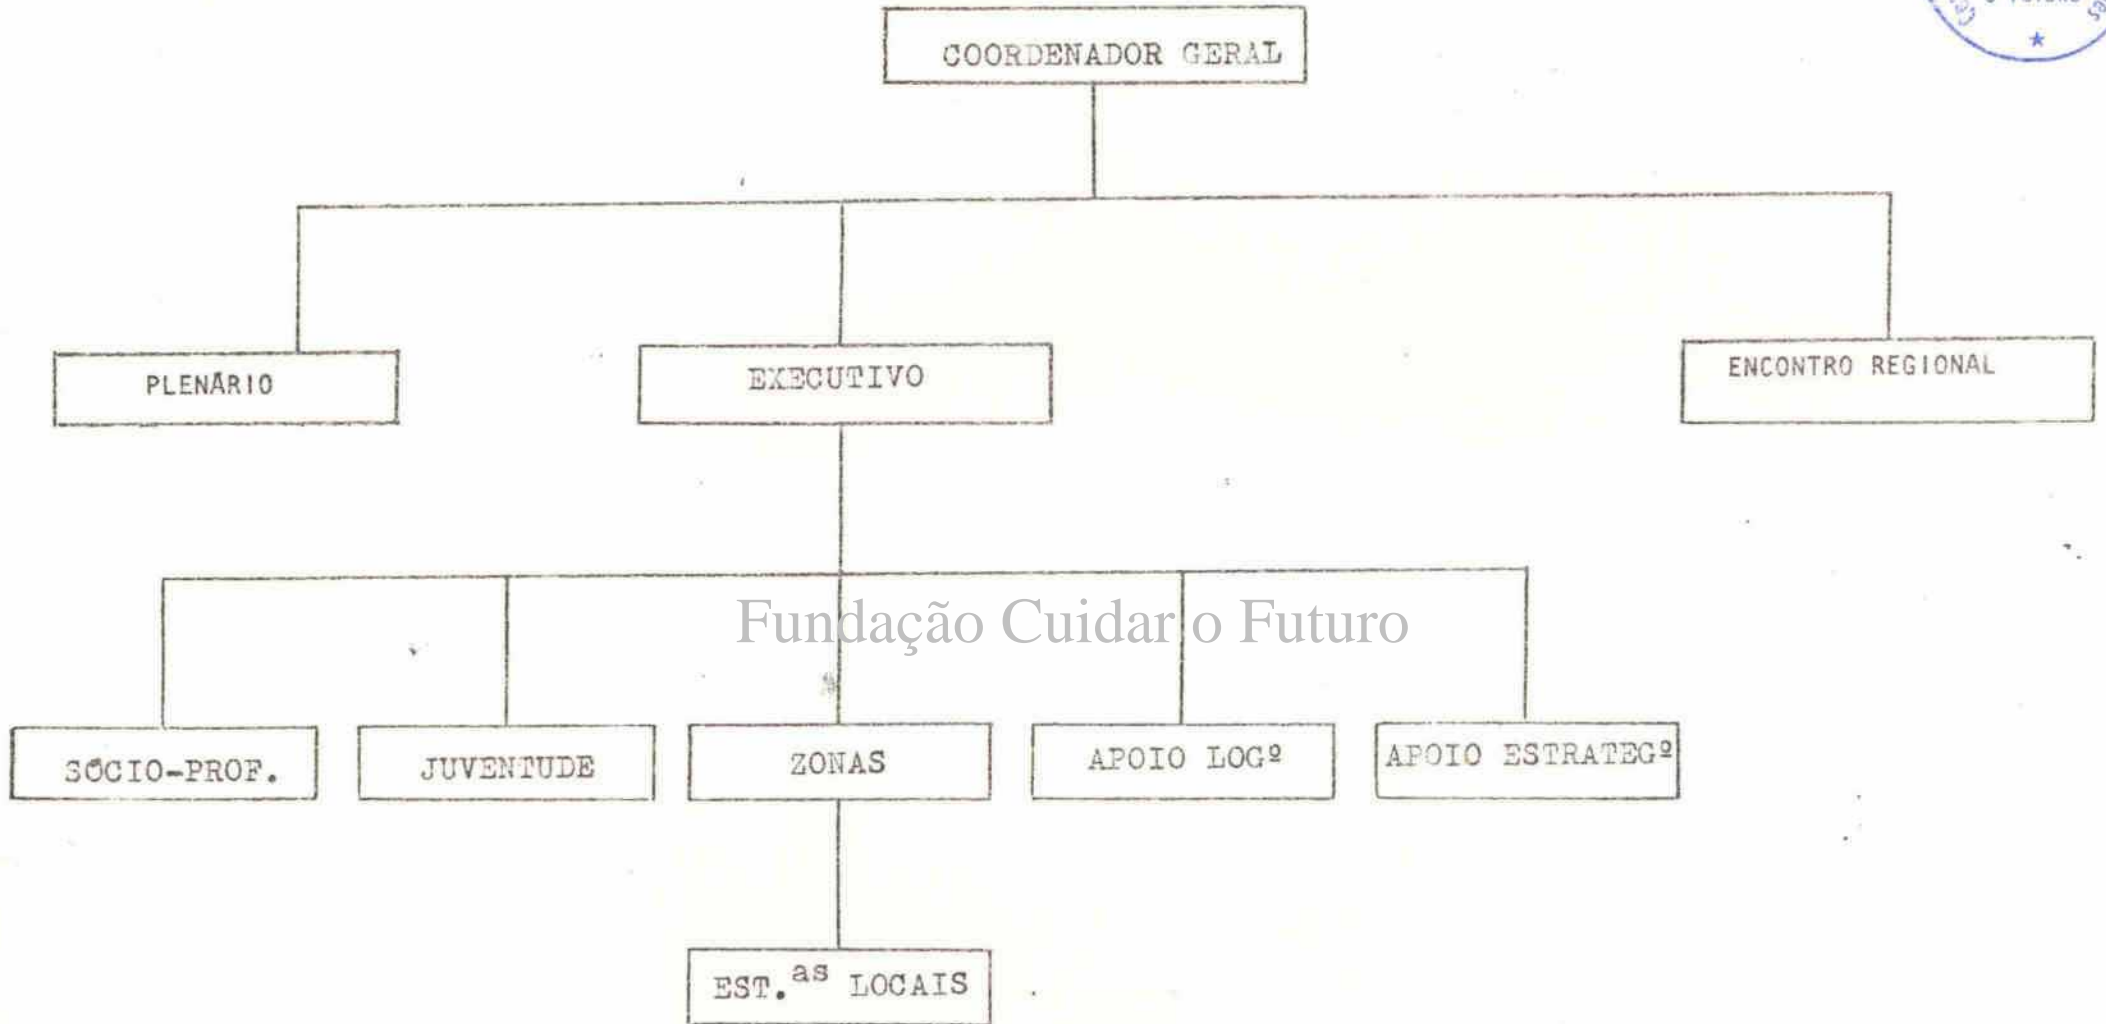 COORDENADOR GERAL
PLENÁRIO
EXECUTIVO
ENCONTRO REGIONAL
Fundação Cuidar o Futuro
SÓCIO-PROF.
JUVENTUDE
ZONAS
APOIO LOGº
APOIO ESTRATEGº
EST.as LOCAIS